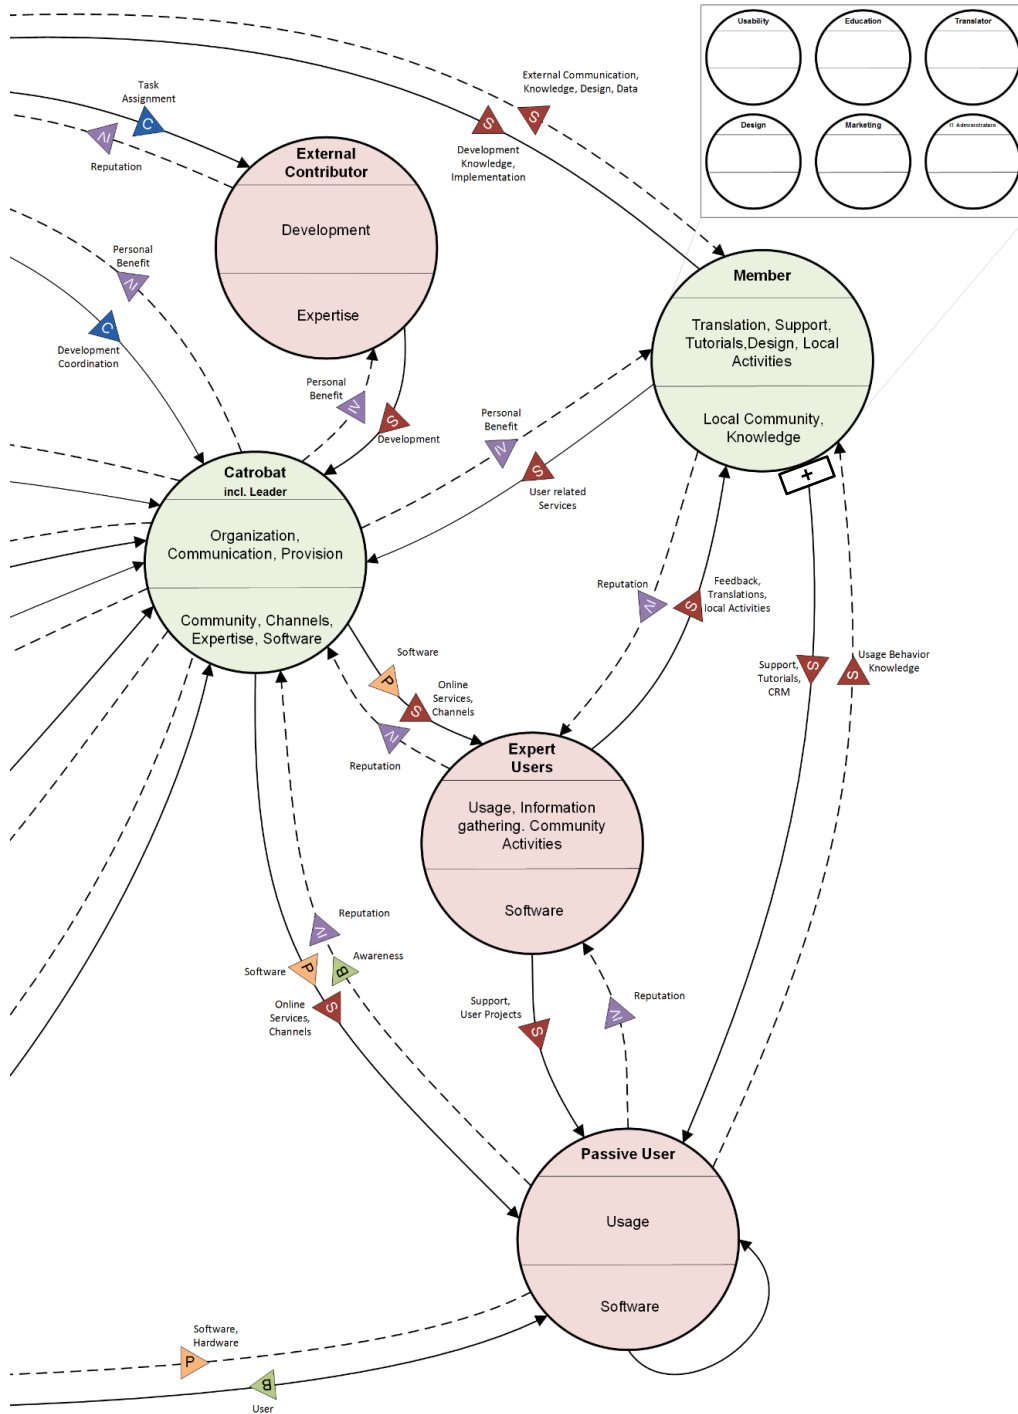 Usability
Education
Translator
Design
Marketing
IT Administration
External Communication,
Knowledge, Design, Data
S
S
Development
Knowledge,
Implementation
Task
Assignment
C
N
Reputation
External
Contributor
Development
Expertise
Personal
Benefit
N
C
Development
Coordination
Member
Translation, Support,
Tutorials,Design, Local
Activities
Local Community,
Knowledge
+
Personal
Benefit
N
S
Development
Personal
Benefit
N
S
User related
Services
Catrobat
incl. Leader
Organization,
Communication, Provision
Community, Channels,
Expertise, Software
Reputation
N
S
Feedback,
Translations,
local Activities
Software
P
Online
Services,
Channels
S
N
Reputation
Support,
Tutorials,
CRM
S
S
Usage Behavior
Knowledge
Expert
Users
Usage, Information
gathering. Community
Activities
Software
Reputation
N
Awareness
B
Software
P
Online
Services,
Channels
S
Support,
User Projects
S
Reputation
N
Passive User
Usage
Software
Software,
Hardware
P
B
User